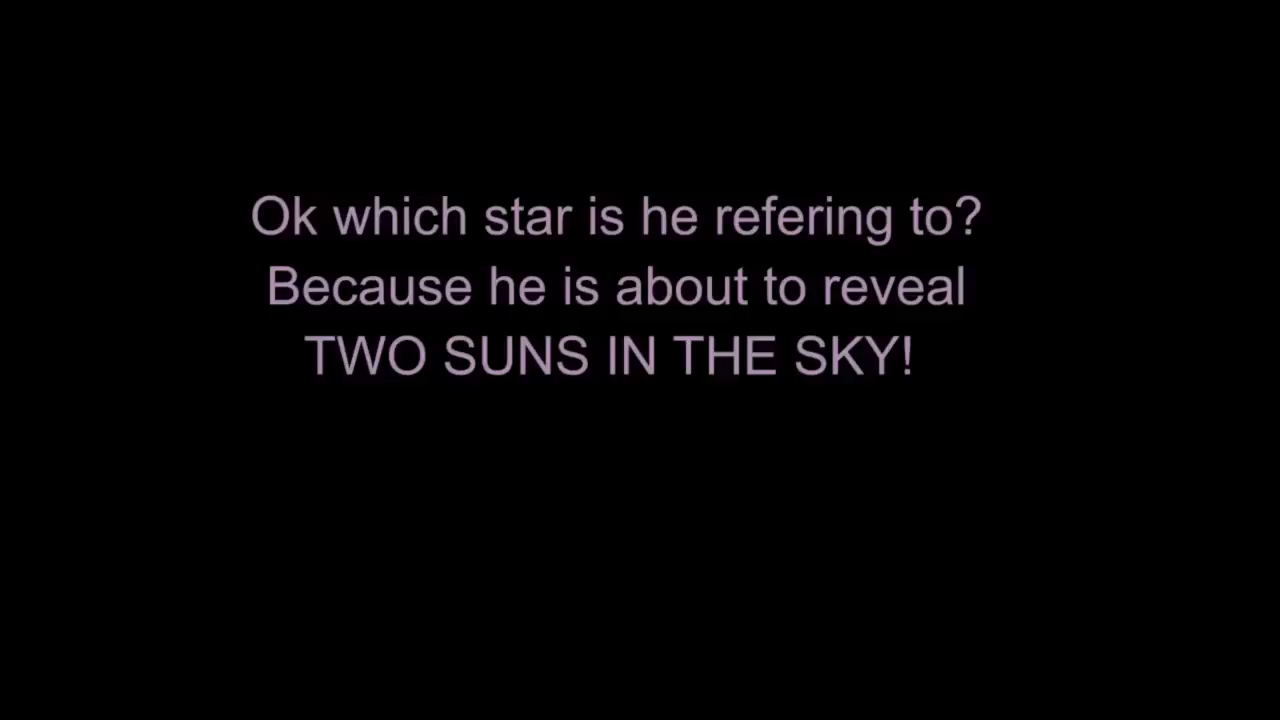 Ok which star is he refering to?
Because he is about to reveal
TWO SUNS IN THE SKY!